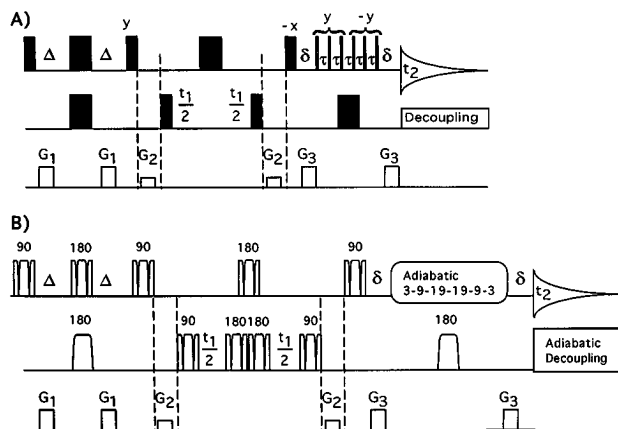 A)
y -x y -y
Δ Δ δ τ τ τ τ τ δ t2
t1/2 t1/2 Decoupling
G1 G1 G2 G2 G3 G3
B)
90 180 90 180 90
Δ Δ δ Adiabatic 3-9-19-19-9-3 δ t2
180 90 t1/2 180 180 t1/2 90 180 Adiabatic Decoupling
G1 G1 G2 G2 G3 G3